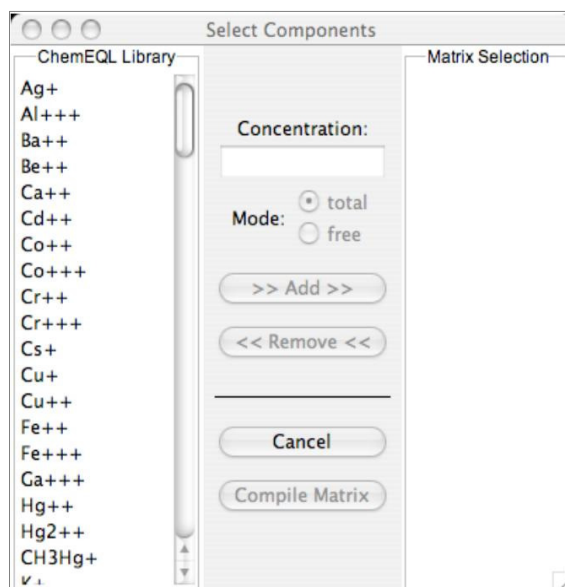 Select Components
ChemEQL Library
Ag+
Al+++
Ba++
Be++
Ca++
Cd++
Co++
Co+++
Cr++
Cr+++
Cs+
Cu+
Cu++
Fe++
Fe+++
Ga+++
Hg++
Hg2++
CH3Hg+
K+
Concentration:
Mode:
total
free
>> Add >>
<< Remove <<
Cancel
Compile Matrix
Matrix Selection